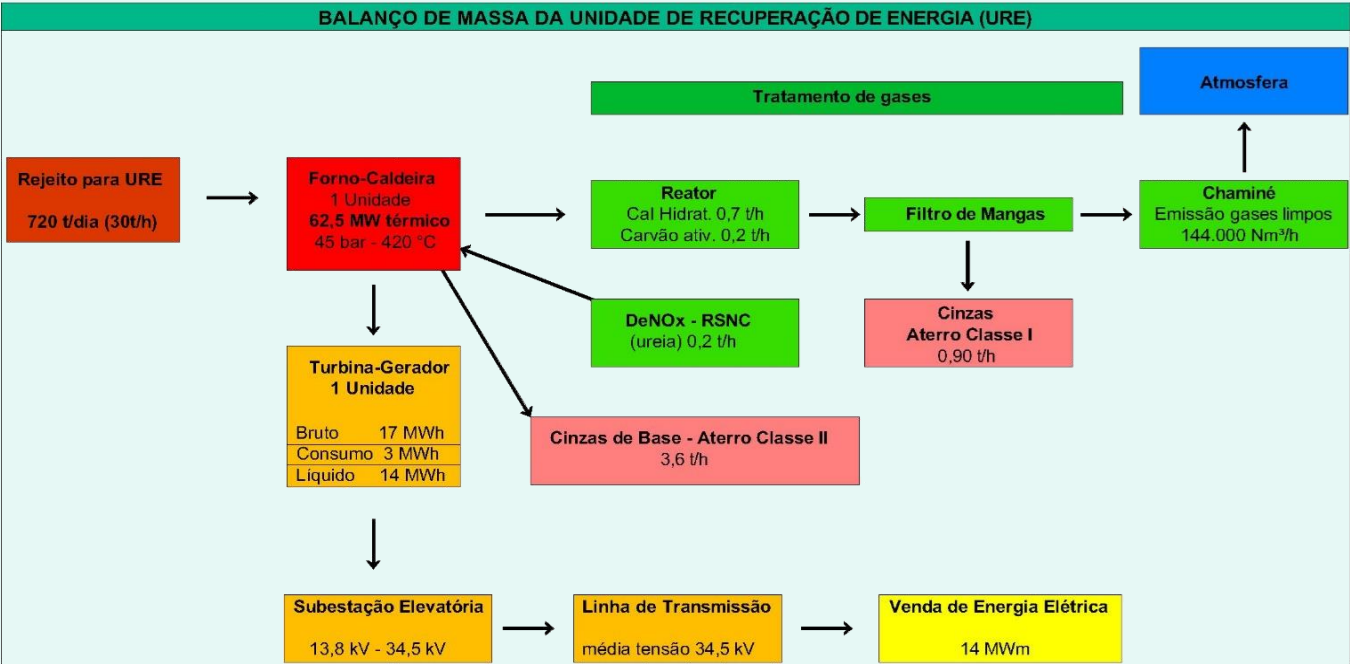 BALANÇO DE MASSA DA UNIDADE DE RECUPERAÇÃO DE ENERGIA (URE)
Tratamento de gases
Atmosfera
Rejeito para URE
720 t/dia (30t/h)
Forno-Caldeira
1 Unidade
62,5 MW térmico
45 bar - 420 °C
Reator
Cal Hidrat. 0,7 t/h
Carvão ativ. 0,2 t/h
Filtro de Mangas
Chaminé
Emissão gases limpos
144.000 Nm³/h
DeNOx - RSNC
(ureia) 0,2 t/h
Cinzas
Aterro Classe I
0,90 t/h
Turbina-Gerador
1 Unidade
Bruto 17 MWh
Consumo 3 MWh
Líquido 14 MWh
Cinzas de Base - Aterro Classe II
3,6 t/h
Subestação Elevatória
13,8 kV - 34,5 kV
Linha de Transmissão
média tensão 34,5 kV
Venda de Energia Elétrica
14 MWm